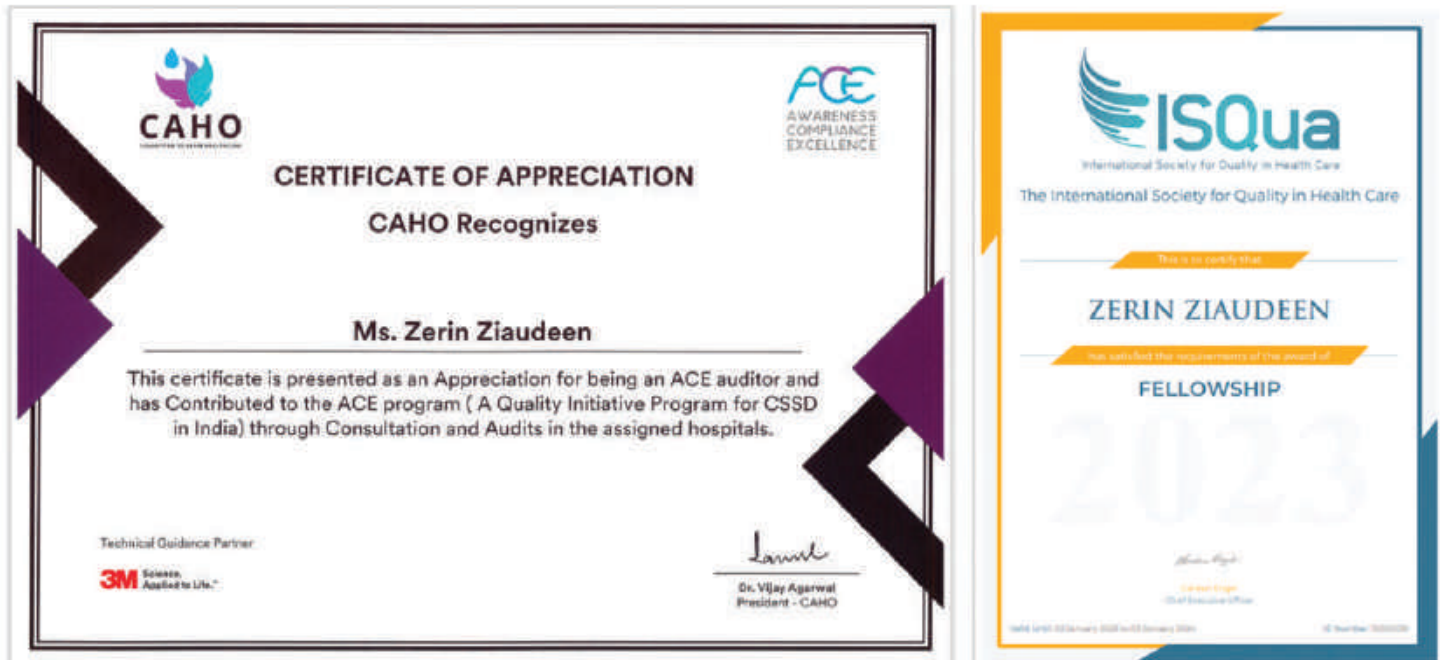 CAHO
ACE
AWARENESS
COMPLIANCE
EXCELLENCE
CERTIFICATE OF APPRECIATION
CAHO Recognizes
Ms. Zerin Ziaudeen
This certificate is presented as an Appreciation for being an ACE auditor and
has Contributed to the ACE program ( A Quality Initiative Program for CSSD
in India) through Consultation and Audits in the assigned hospitals.
Technical Guidance Partner
3M Science.
Applied to Life.™
Dr. Vijay Agarwal
President - CAHO
ISQua
International Society for Quality in Health Care
The International Society for Quality in Health Care
This is to certify that
ZERIN ZIAUDEEN
has satisfied the requirements of the award of
FELLOWSHIP
2023
Chief Executive Officer